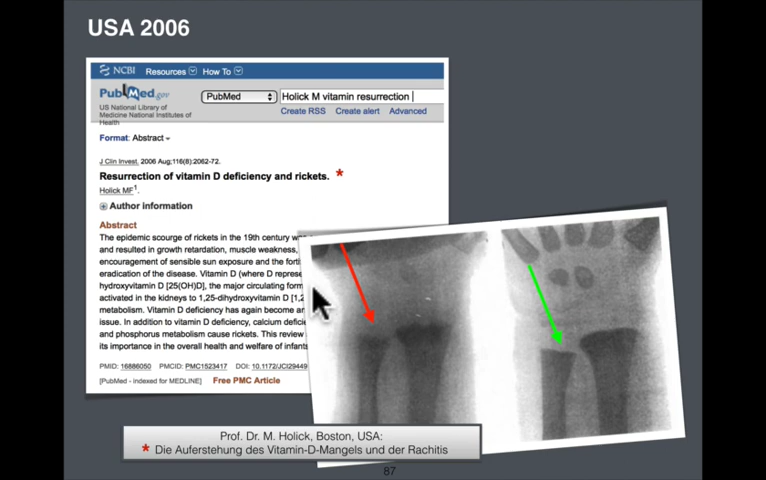 USA 2006
NCBI Resources How To
PubMed.gov
PubMed Holick M vitamin resurrection
US National Library of
Medicine National Institutes of
Health
Create RSS Create alert Advanced
Format: Abstract
J Clin Invest. 2006 Aug;116(8):2062-72.
Resurrection of vitamin D deficiency and rickets. *
Holick MF1.
Author information
Abstract
The epidemic scourge of rickets in the 19th century
and resulted in growth retardation, muscle weakness,
encouragement of sensible sun exposure and the
eradication of the disease. Vitamin D (where D
hydroxyvitamin D [25(OH)D], the major circulating
activated in the kidneys to 1,25-dihydroxyvitamin D
metabolism. Vitamin D deficiency has again become
issue. In addition to vitamin D deficiency, calcium
and phosphorus metabolism cause rickets. This review
its importance in the overall health and welfare of
PMID: 16886050 PMCID: PMC1523417 DOI: 10.1172/JCI29449
[PubMed - indexed for MEDLINE] Free PMC Article
Prof. Dr. M. Holick, Boston, USA:
* Die Auferstehung des Vitamin-D-Mangels und der Rachitis
87